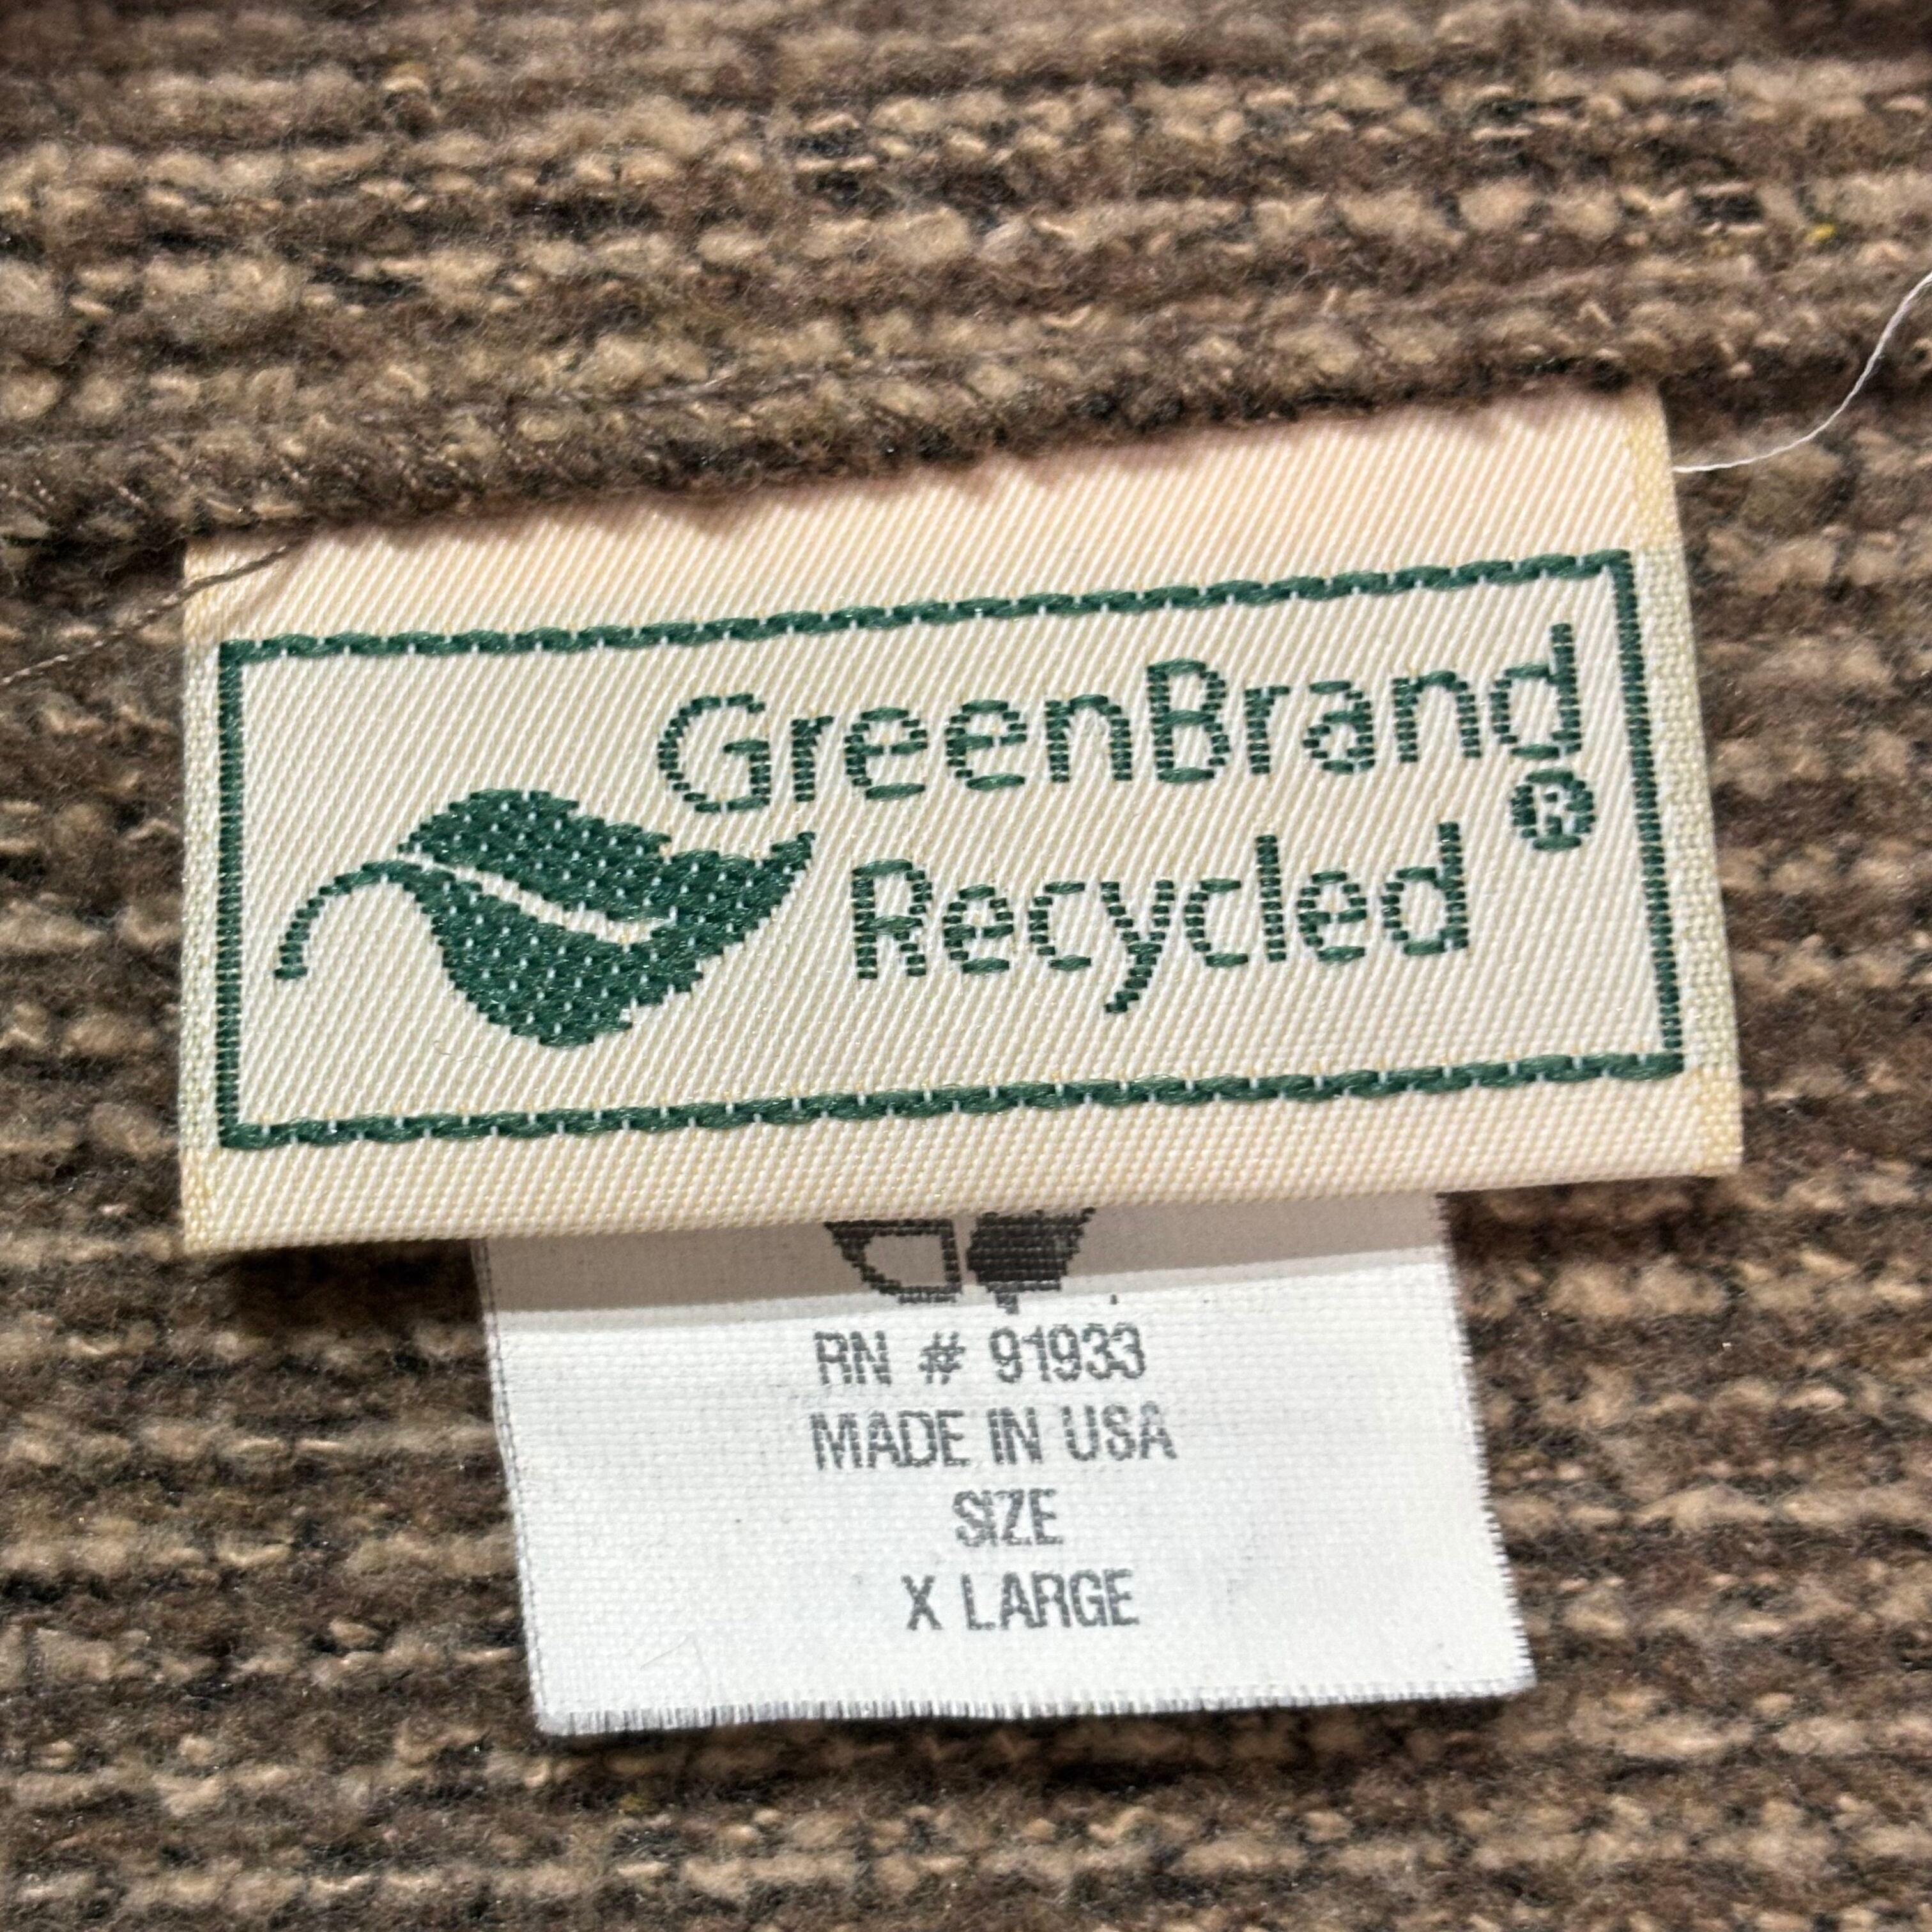 GreenBrand
Recycled®
RN # 91933
MADE IN USA
SIZE
X LARGE